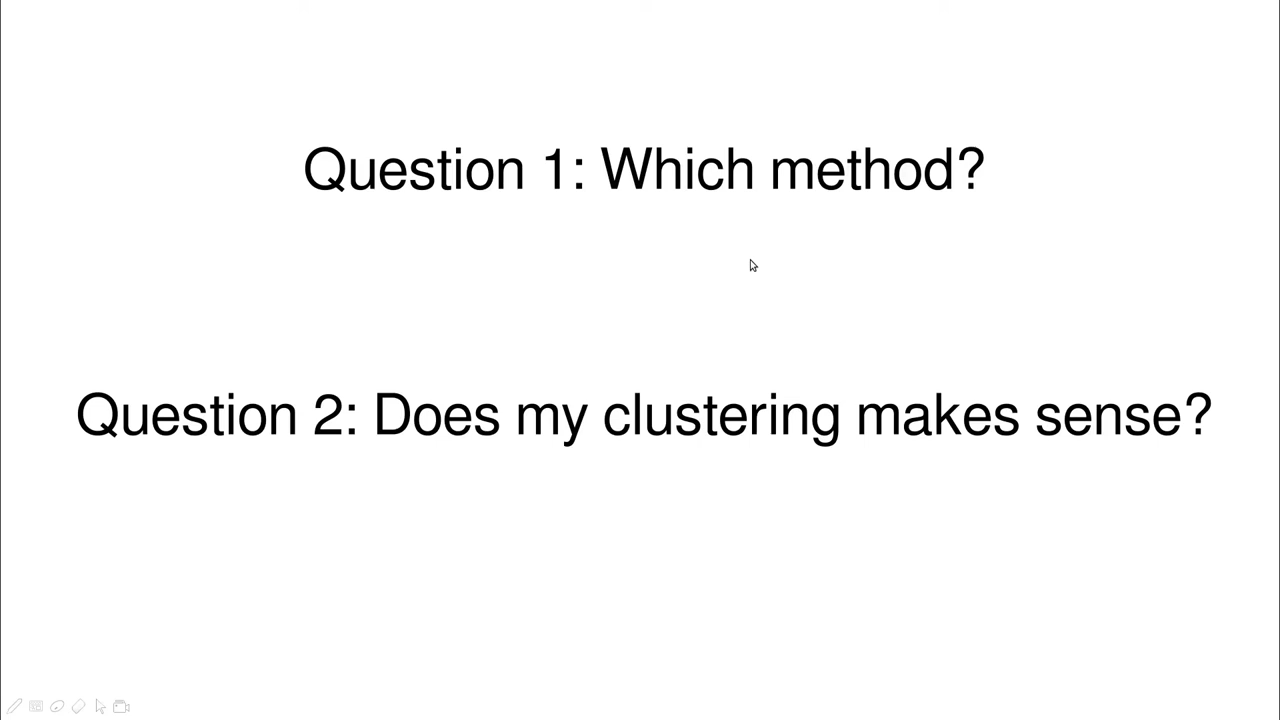 Question 1: Which method?
Question 2: Does my clustering makes sense?